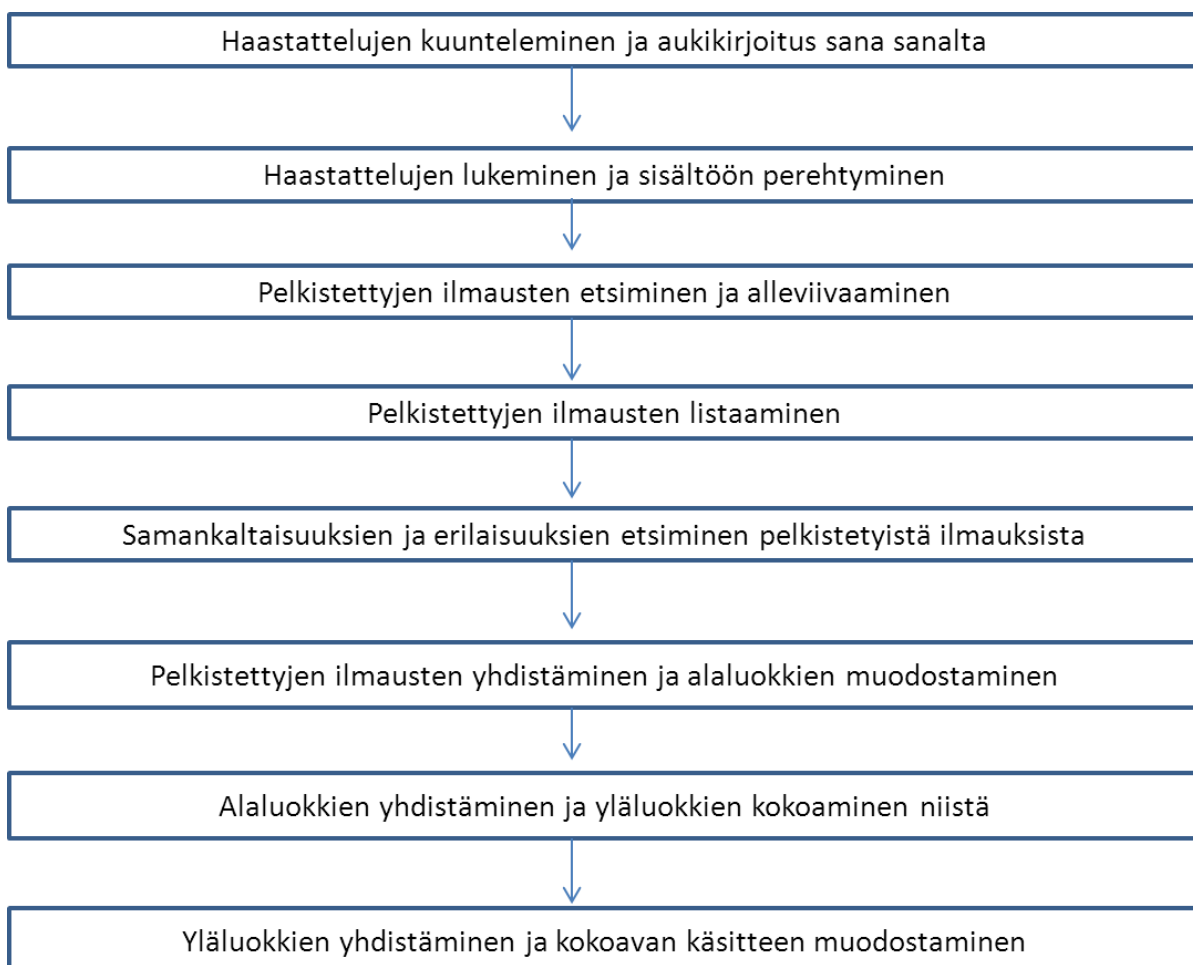 Haastattelujen kuunteleminen ja aukikirjoitus sana sanalta
Haastattelujen lukeminen ja sisältöön perehtyminen
Pelkistettyjen ilmausten etsiminen ja alleviivaaminen
Pelkistettyjen ilmausten listaaminen
Samankaltaisuuksien ja erilaisuuksien etsiminen pelkistetyistä ilmauksista
Pelkistettyjen ilmausten yhdistäminen ja alaluokkien muodostaminen
Alaluokkien yhdistäminen ja yläluokkien kokoaminen niistä
Yläluokkien yhdistäminen ja kokoavan käsitteen muodostaminen